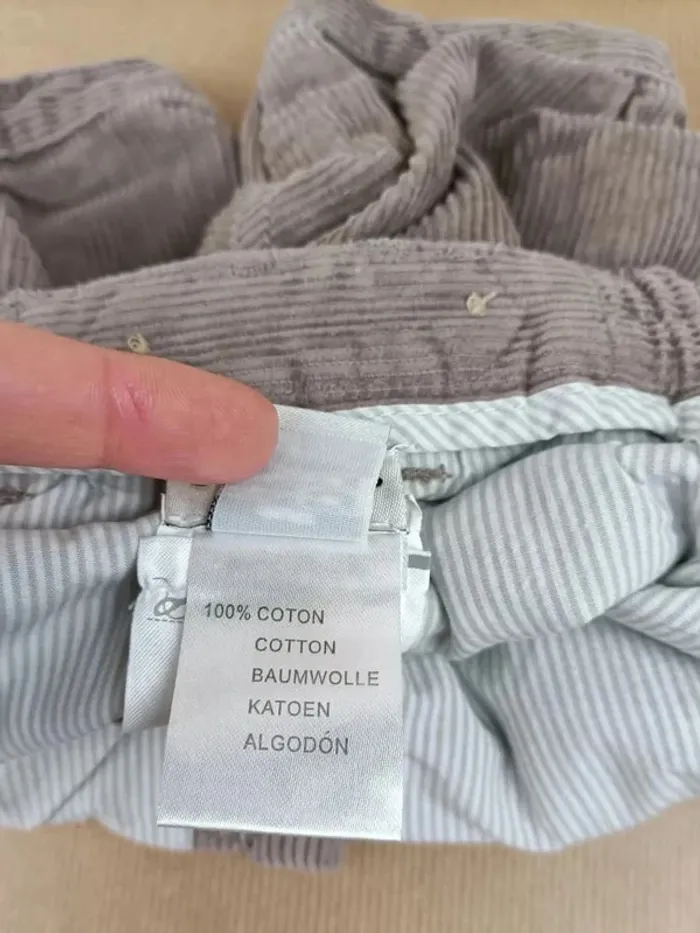 100% COTON
COTTON
BAUMWOLLE
KATOEN
ALGODÓN